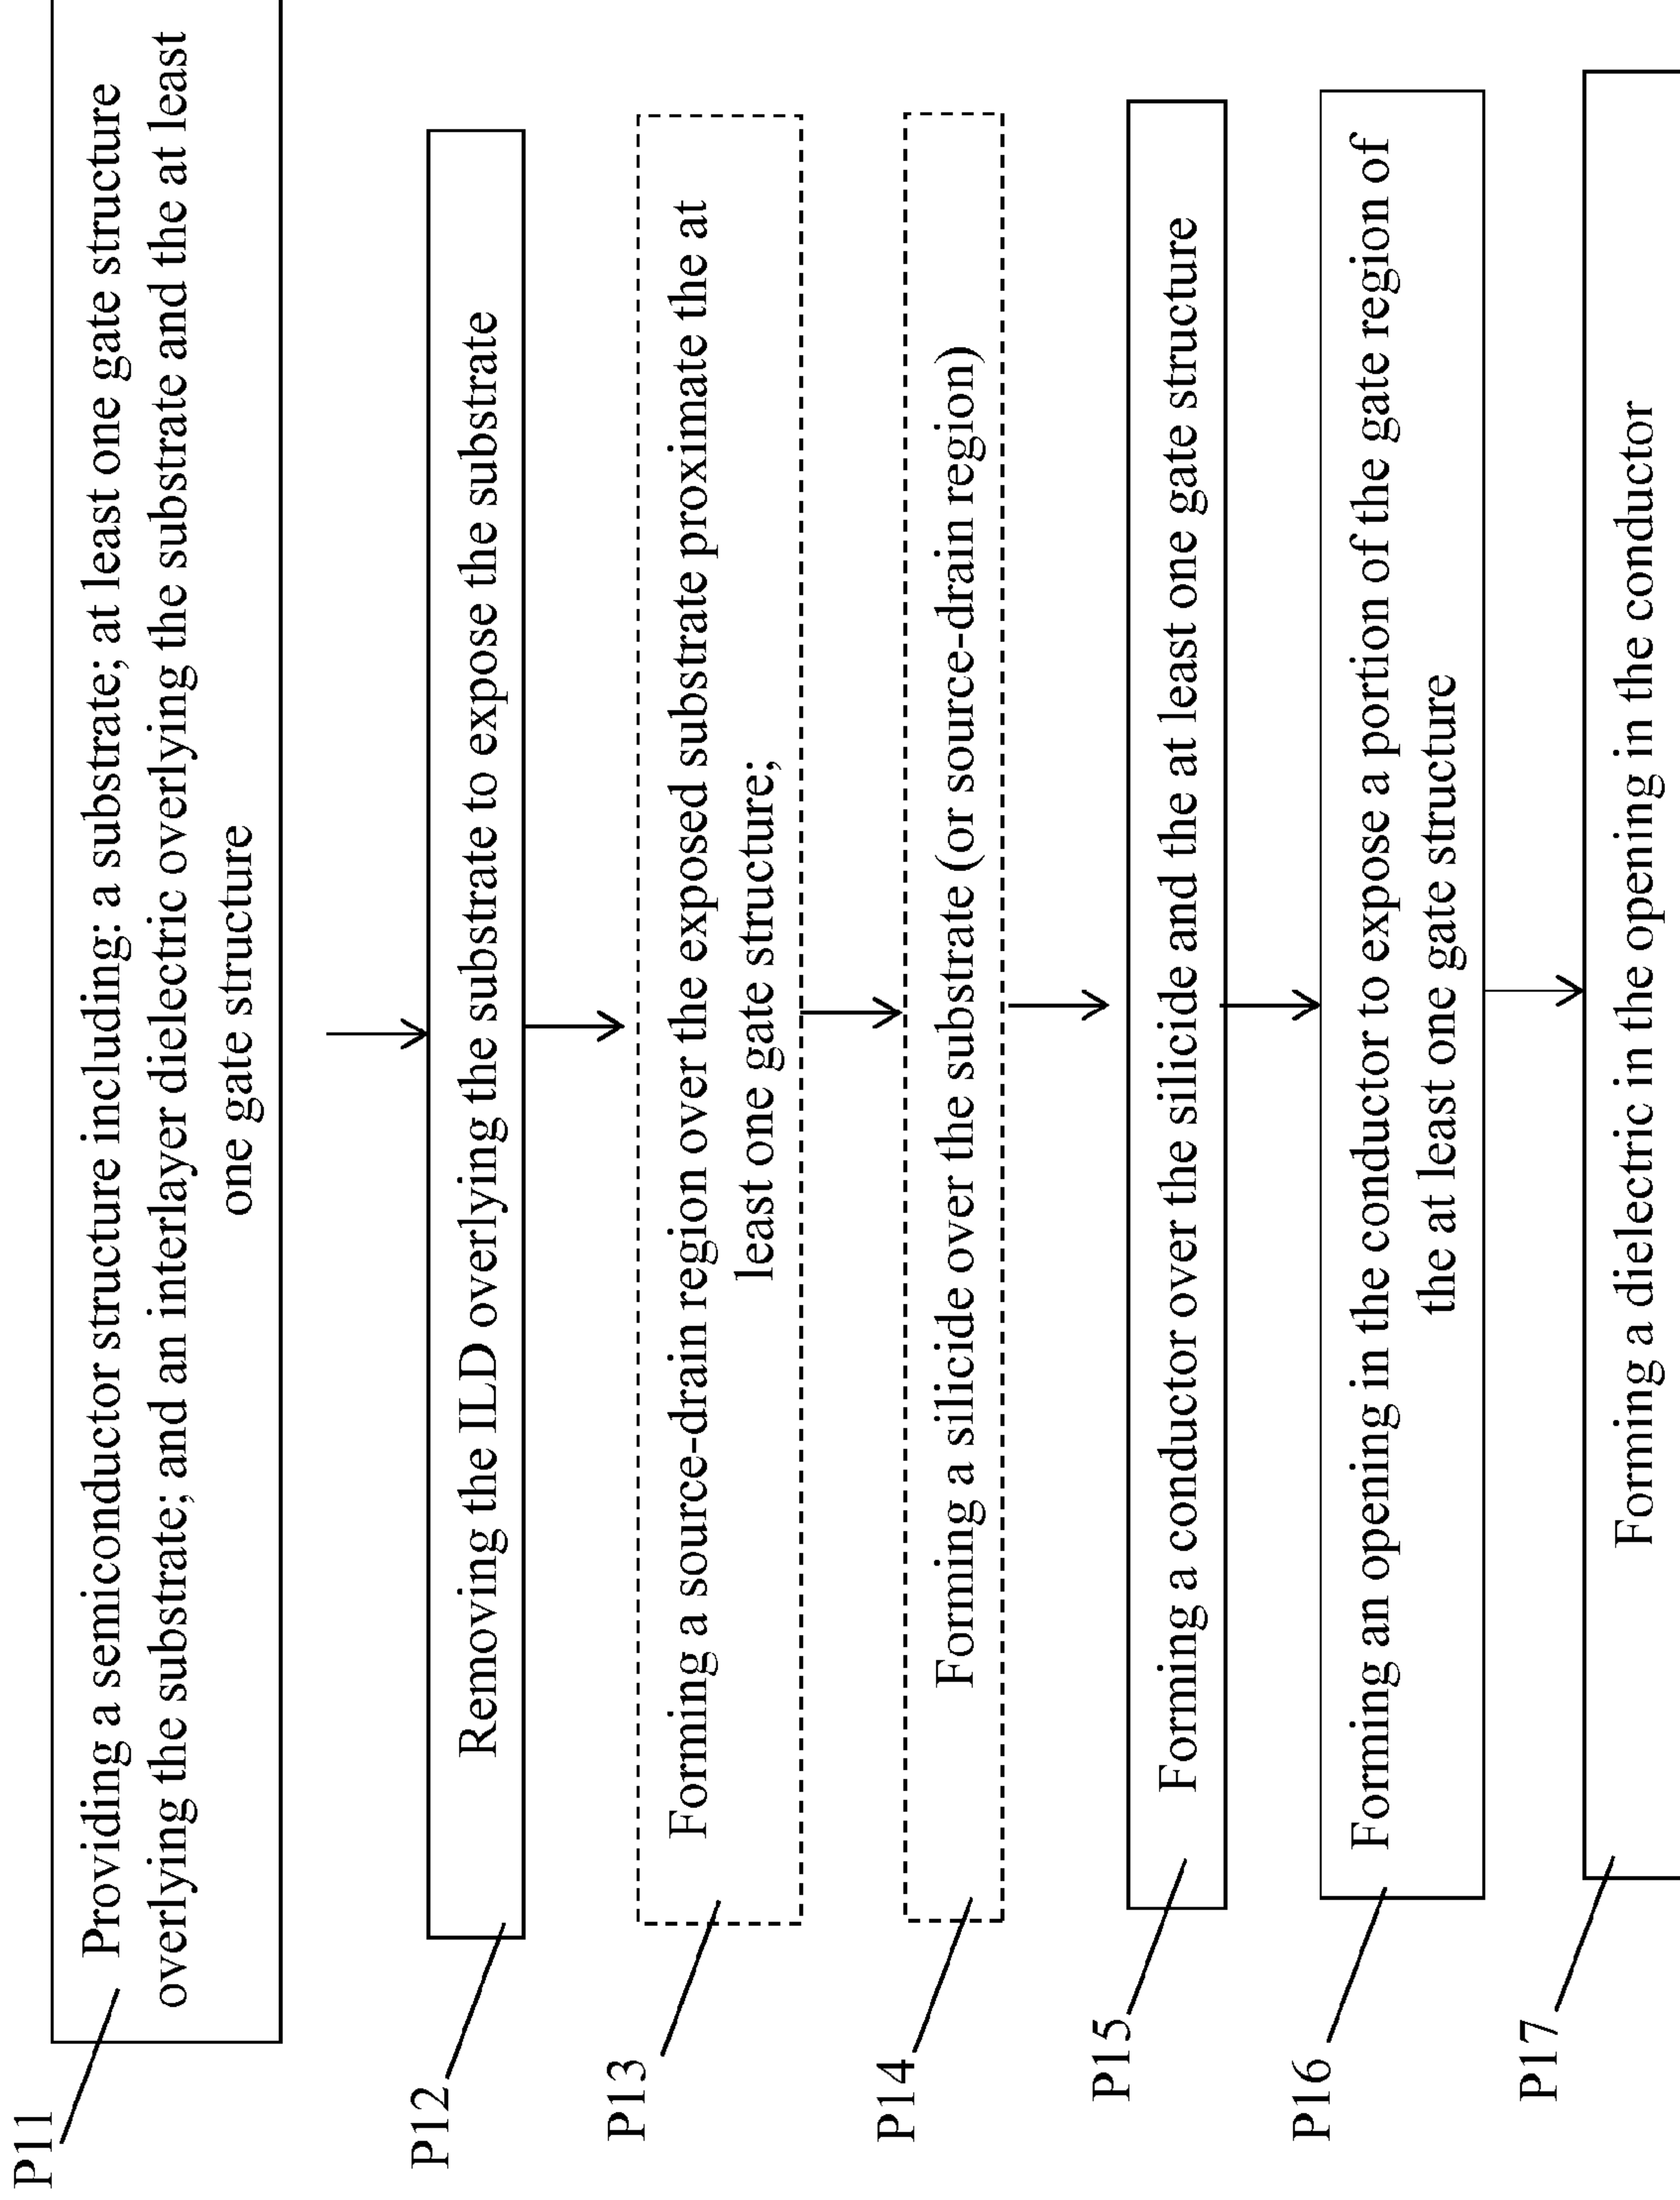 P11
Providing a semiconductor structure including: a substrate; at least one gate structure
overlying the substrate; and an interlayer dielectric overlying the substrate and the at least
one gate structure
P12
Removing the ILD overlying the substrate to expose the substrate
P13
Forming a source-drain region over the exposed substrate proximate the at
least one gate structure;
P14
Forming a silicide over the substrate (or source-drain region)
P15
Forming a conductor over the silicide and the at least one gate structure
P16
Forming an opening in the conductor to expose a portion of the gate region of
the at least one gate structure
P17
Forming a dielectric in the opening in the conductor